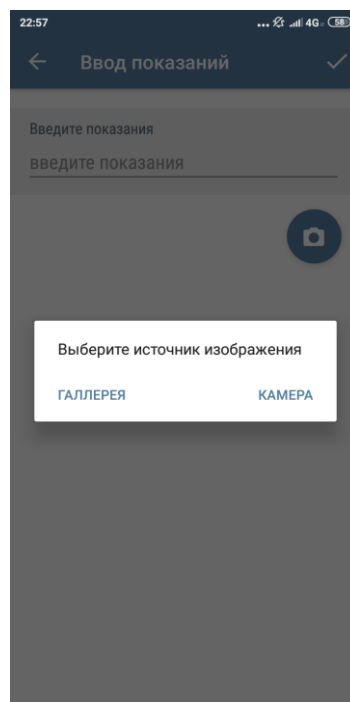 22:57 ... 4G 58
Ввод показаний
Введите показания
введите показания
Выберите источник изображения
ГАЛЛЕРЕЯ КАМЕРА